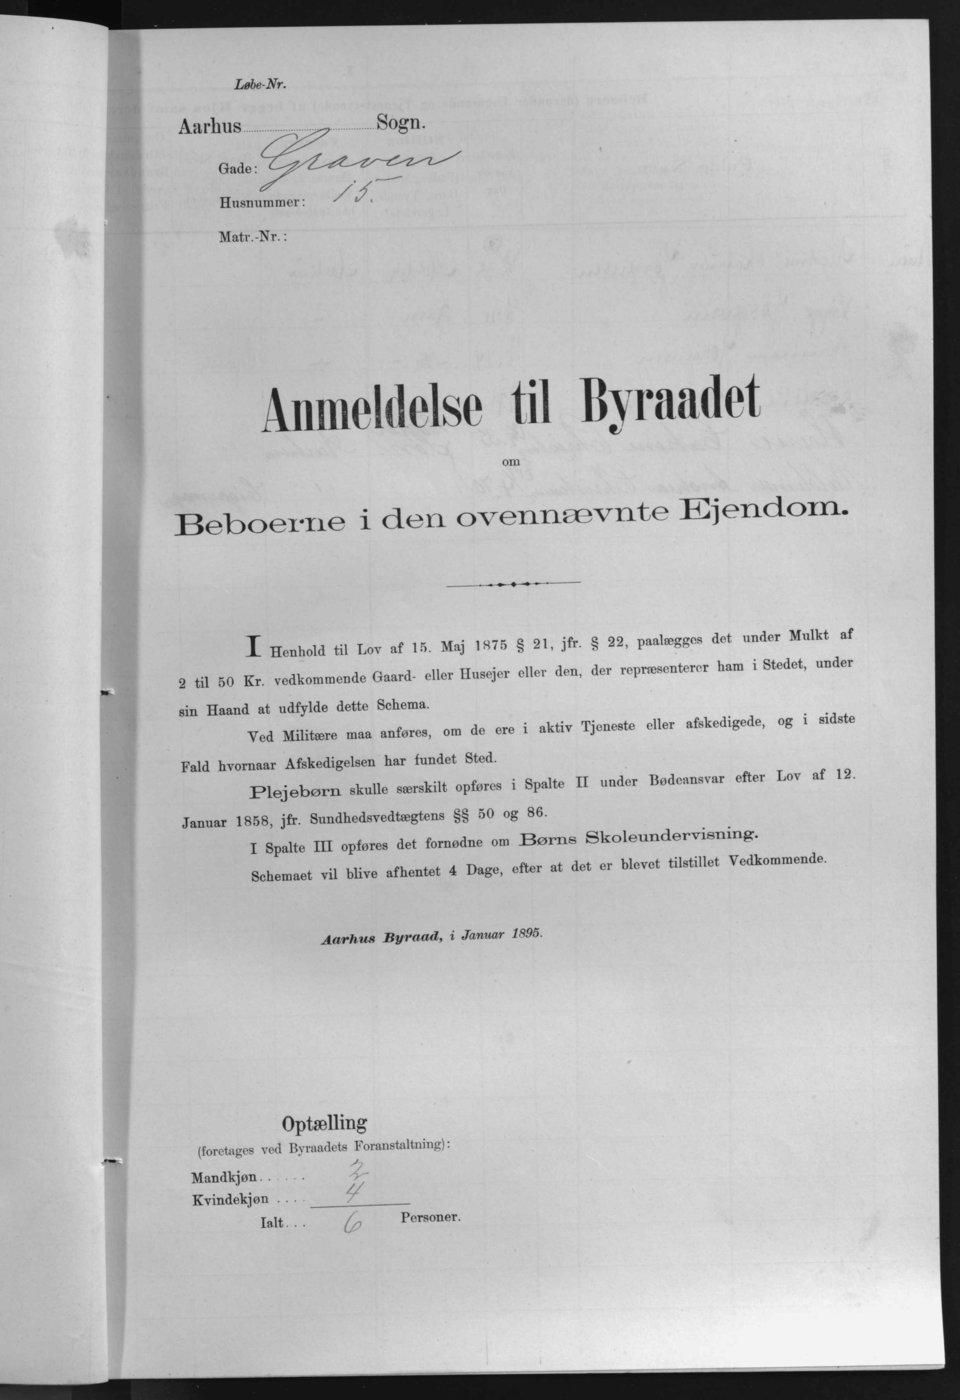 Løbe-Nr.
Aarhus Sogn.
Gade: Graven
Husnummer: 15.
Matr.-Nr.:
Anmeldelse til Byraadet
om
Beboerne i den ovennævnte Ejendom.
I Henhold til Lov af 15. Maj 1875 § 21, jfr. § 22, paalægges det under Mulkt af
2 til 50 Kr. vedkommende Gaard- eller Husejer eller den, der repræsenterer ham i Stedet, under
sin Haand at udfylde dette Schema.
Ved Militære maa anføres, om de ere i aktiv Tjeneste eller afskedigede, og i sidste
Fald hvornaar Afskedigelsen har fundet Sted.
Plejebørn skulle særskilt opføres i Spalte II under Bødeansvar efter Lov af 12.
Januar 1858, jfr. Sundhedsvedtægtens §§ 50 og 86.
I Spalte III opføres det fornødne om Børns Skoleundervisning.
Schemaet vil blive afhentet 4 Dage, efter at det er blevet tilstillet Vedkommende.
Aarhus Byraad, i Januar 1895.
Optælling
(foretages ved Byraadets Foranstaltning):
Mandkjøn...... 2
Kvindekjøn .... 4
Ialt... 6 Personer.